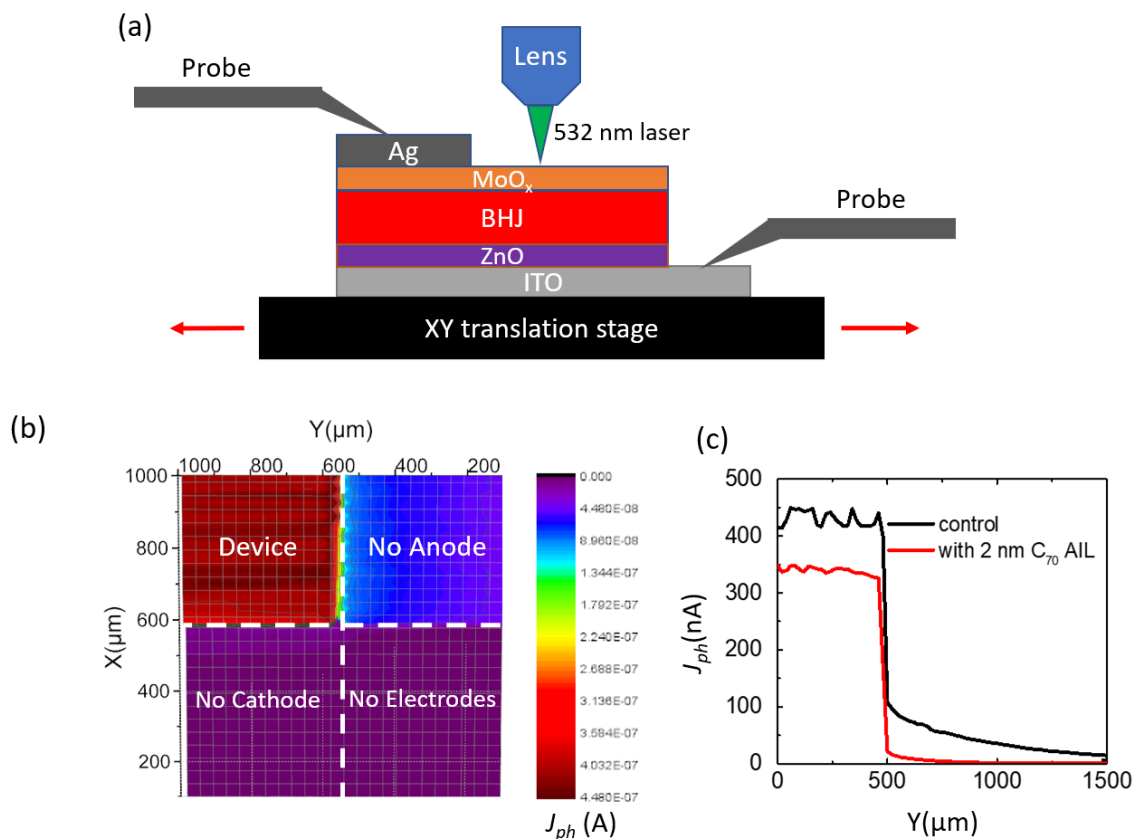 (a)
Probe
Lens
532 nm laser
Ag
MoOₓ
BHJ
Probe
ZnO
ITO
XY translation stage
(b)
Y(μm)
1000 800 600 400 200
X(μm)
1000
800
600
400
200
Device
No Anode
No Cathode
No Electrodes
0.000
4.480E-08
8.960E-08
1.344E-07
1.792E-07
2.240E-07
2.688E-07
3.136E-07
3.584E-07
4.032E-07
4.480E-07
Jₚₕ (A)
(c)
Jₚₕ(nA)
500
400
300
200
100
0
control
with 2 nm C₇₀ AIL
0 500 1000 1500
Y(μm)